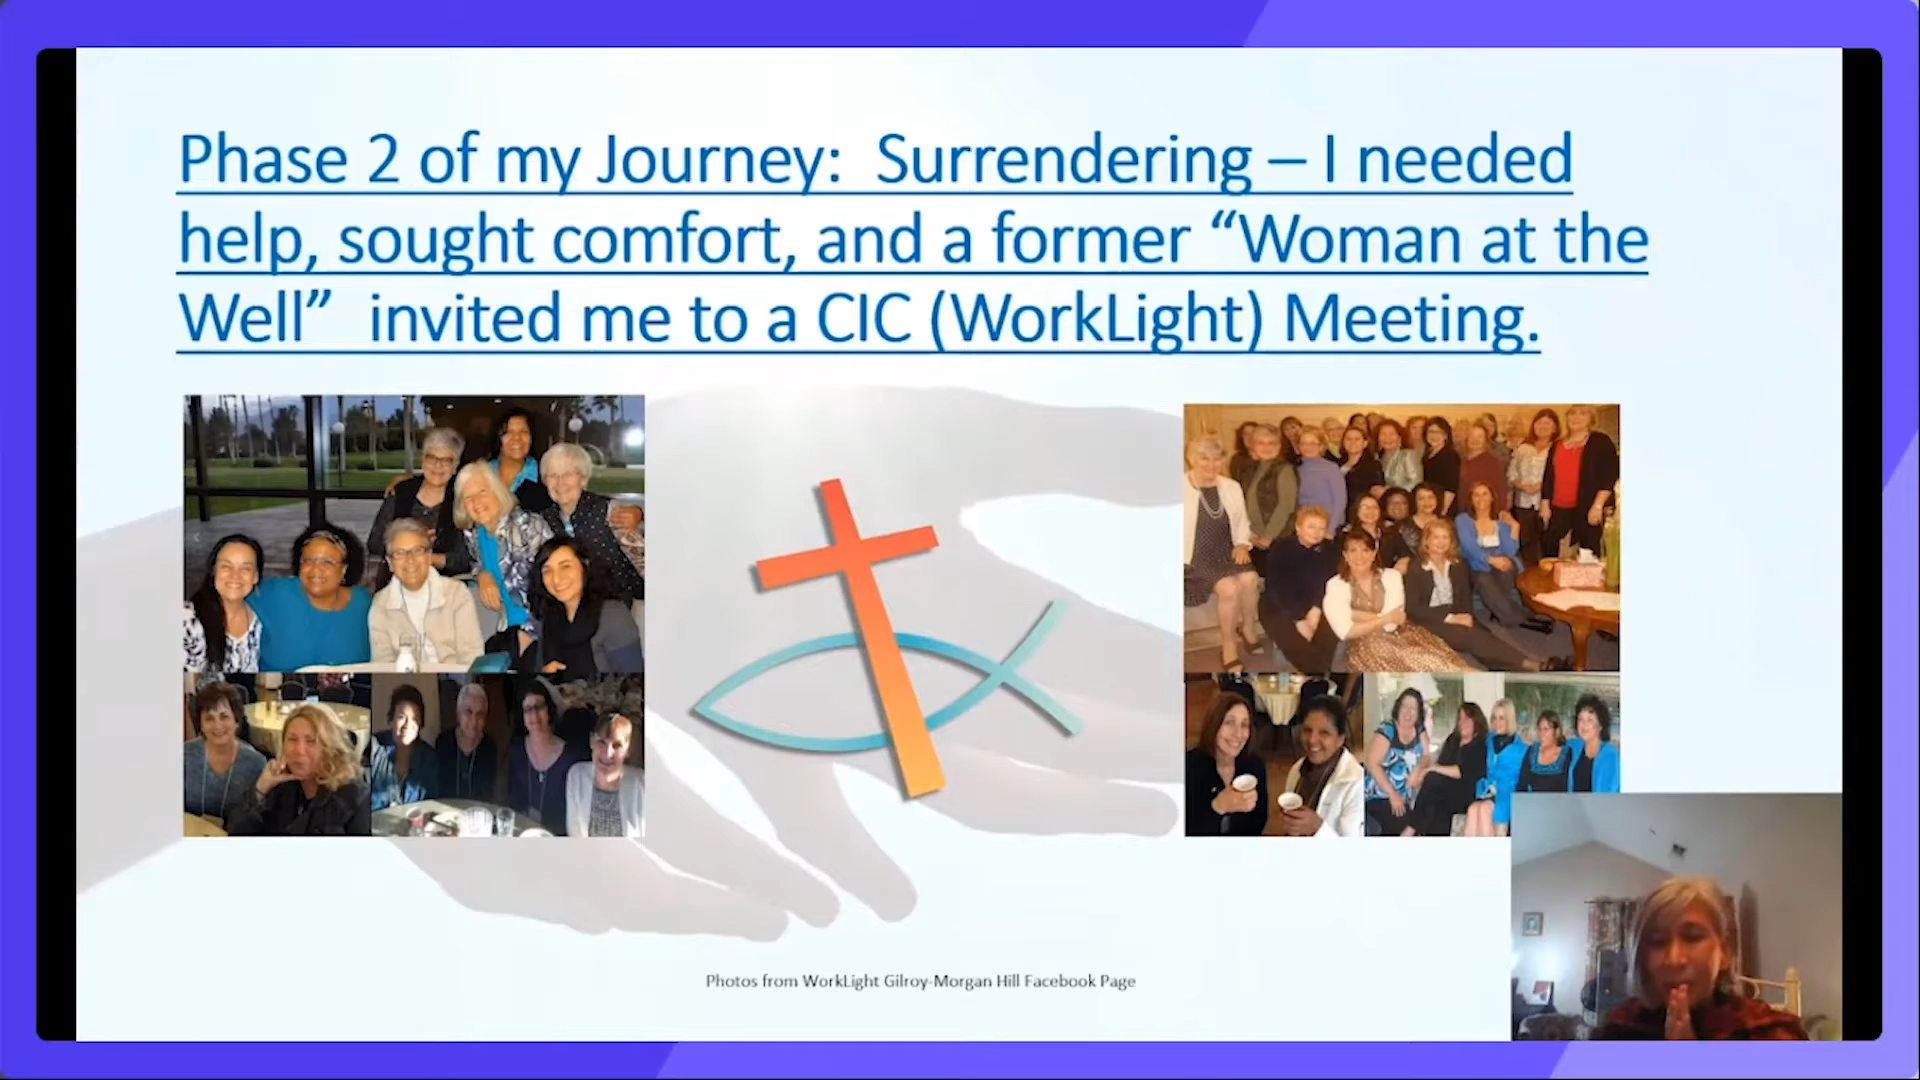 Phase 2 of my Journey:  Surrendering – I needed
help, sought comfort, and a former “Woman at the
Well”  invited me to a CIC (WorkLight) Meeting.
Photos from WorkLight Gilroy-Morgan Hill Facebook Page